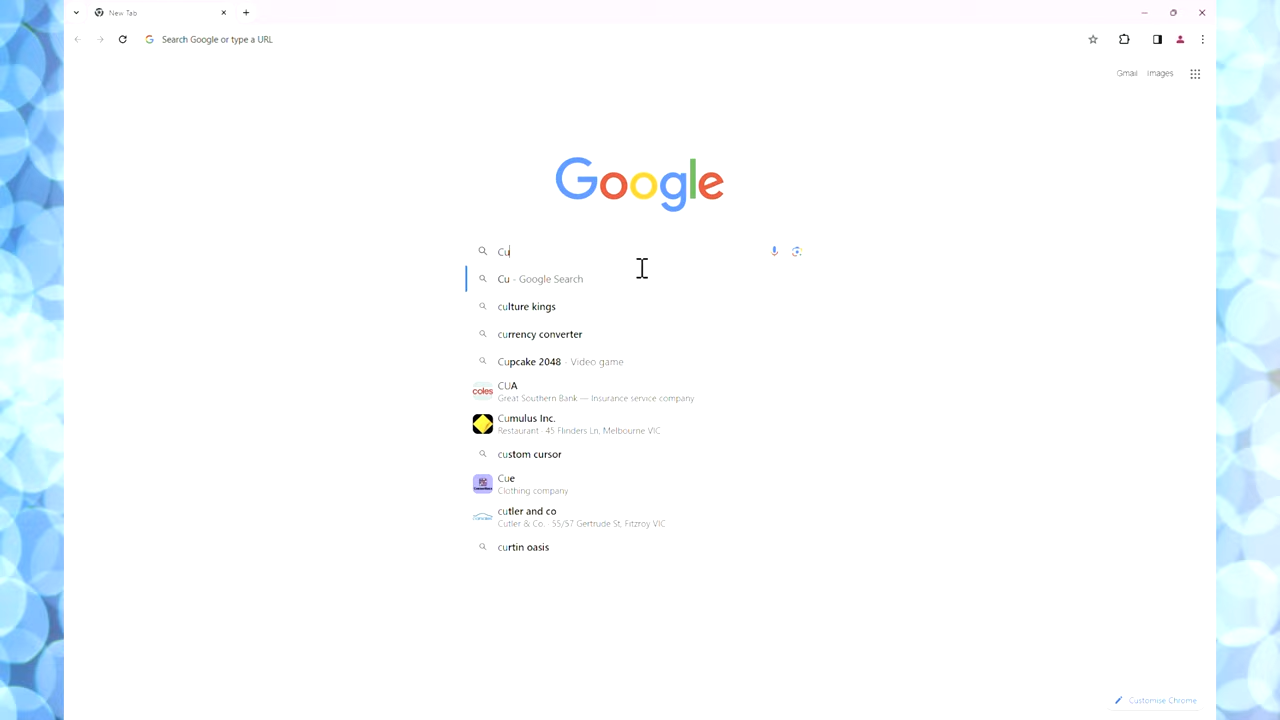 New Tab
Search Google or type a URL
Gmail Images
Google
Cu
Cu - Google Search
culture kings
currency converter
Cupcake 2048 · Video game
CUA
coles
Great Southern Bank — Insurance service company
Cumulus Inc.
Restaurant · 45 Flinders Ln, Melbourne VIC
custom cursor
Cue
Clothing company
cutler and co
Cutler & Co. · 55/57 Gertrude St, Fitzroy VIC
curtin oasis
Customise Chrome